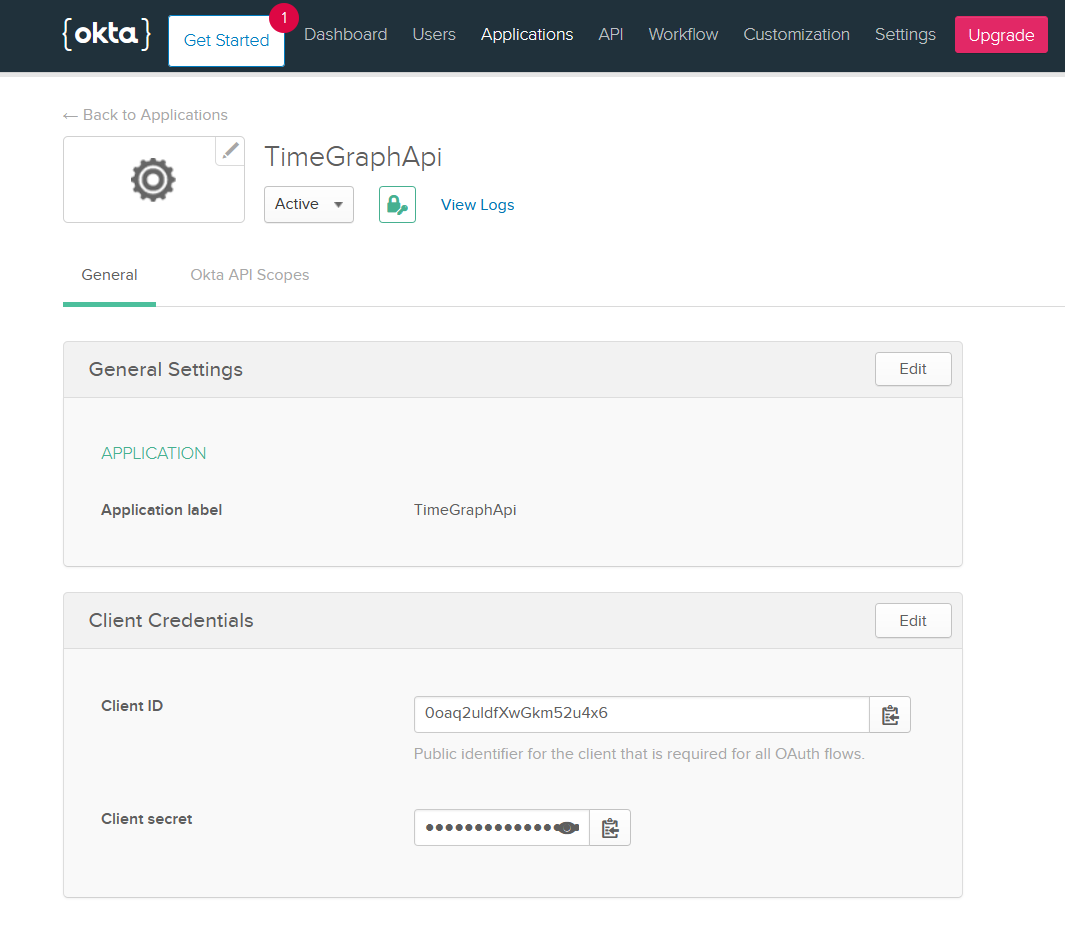 {okta}
Get Started
1
Dashboard
Users
Applications
API
Workflow
Customization
Settings
Upgrade
← Back to Applications
TimeGraphApi
Active
View Logs
General
Okta API Scopes
General Settings
Edit
APPLICATION
Application label
TimeGraphApi
Client Credentials
Edit
Client ID
0oaq2uldfXwGkm52u4x6
Public identifier for the client that is required for all OAuth flows.
Client secret